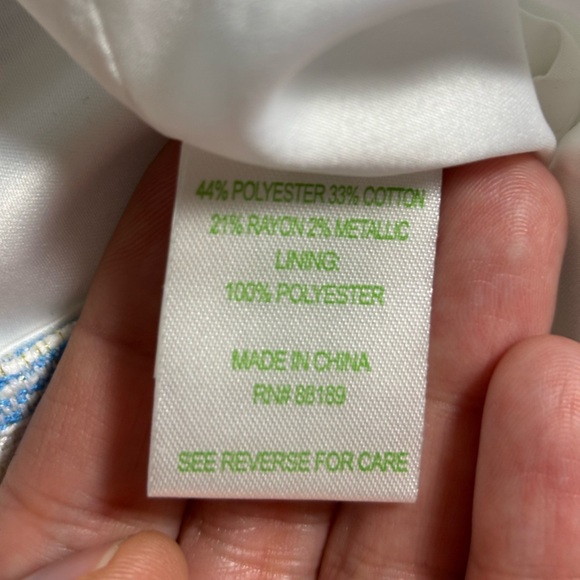 44% POLYESTER 33% COTTON
21% RAYON 2% METALLIC
LINING:
100% POLYESTER
MADE IN CHINA
RN# 88189
SEE REVERSE FOR CARE